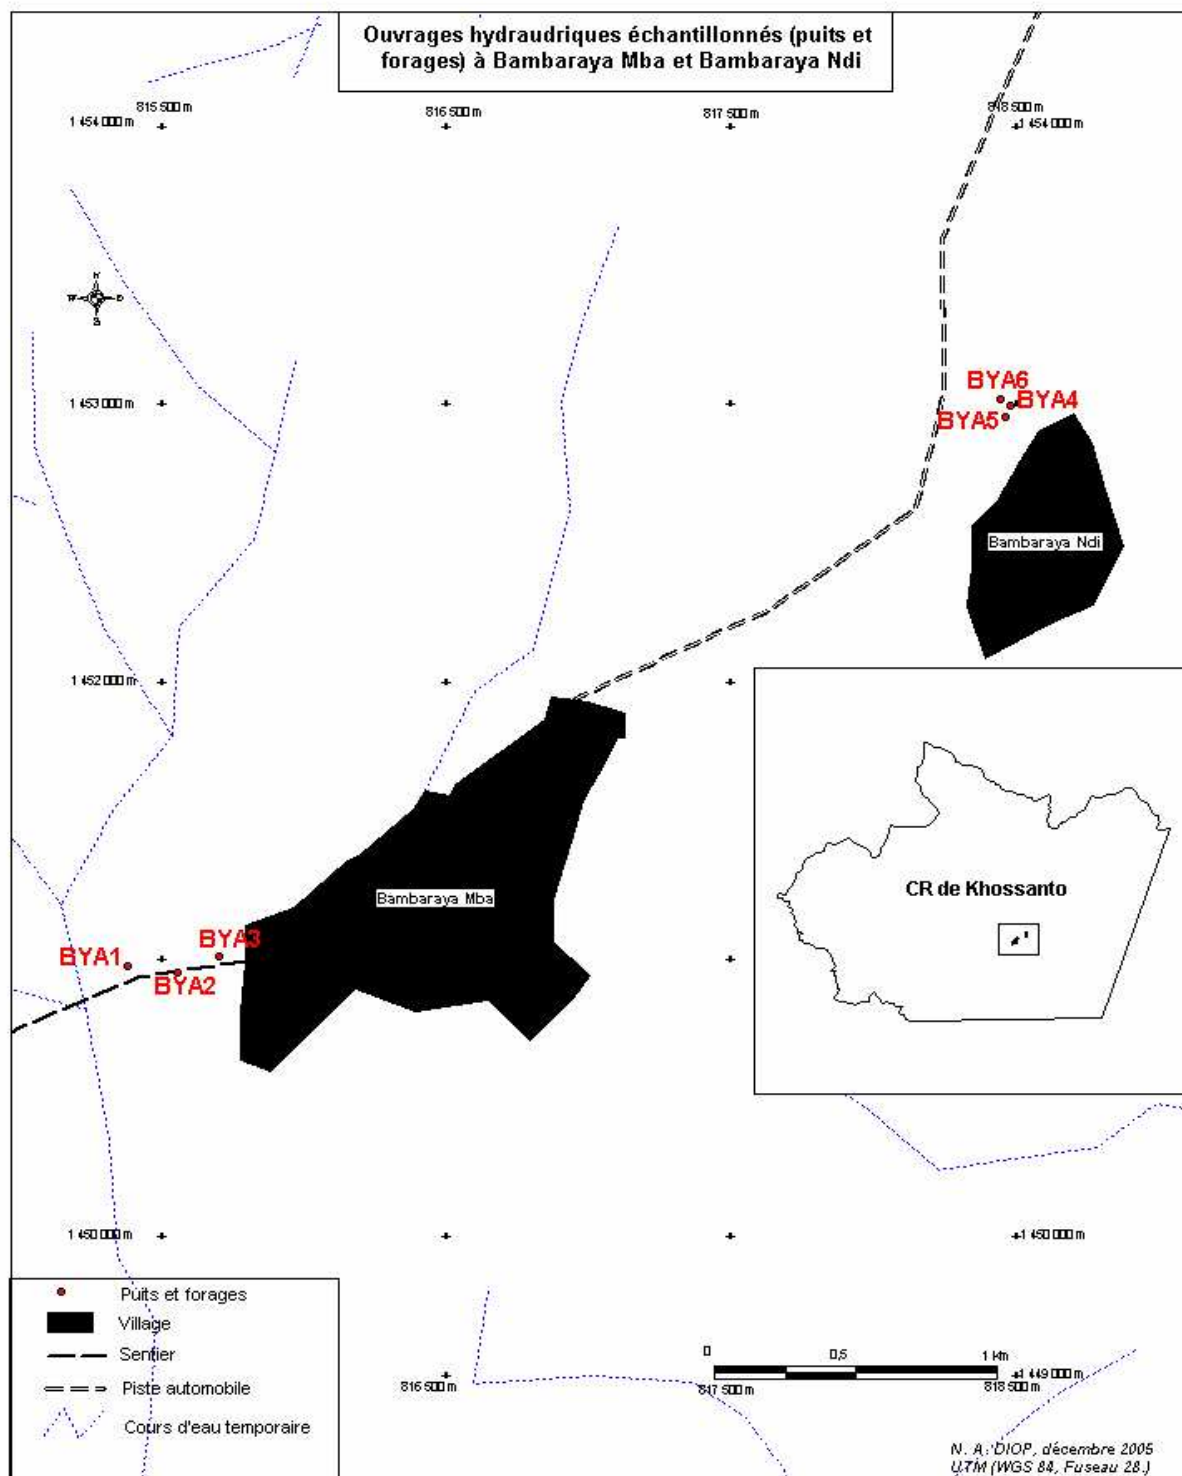 Ouvrages hydraudriques échantillonnés (puits et
forages) à Bambaraya Mba et Bambaraya Ndi
815 500 m
816 500 m
817 500 m
818 500 m
1 454 000 m
1 454 000 m
N
W
O
S
1 453 000 m
BYA6
BYA4
BYA5
Bambaraya Ndi
1 452 000 m
CR de Khossanto
Bambaraya Mba
BYA3
BYA1
BYA2
1 450 000 m
1 450 000 m
Puits et forages
Village
Sentier
Piste automobile
Cours d'eau temporaire
0
0,5
1 km
1 449 000 m
816 500 m
817 500 m
818 500 m
N. A. DIOP, décembre 2005
UTM (WGS 84, Fuseau 28.)